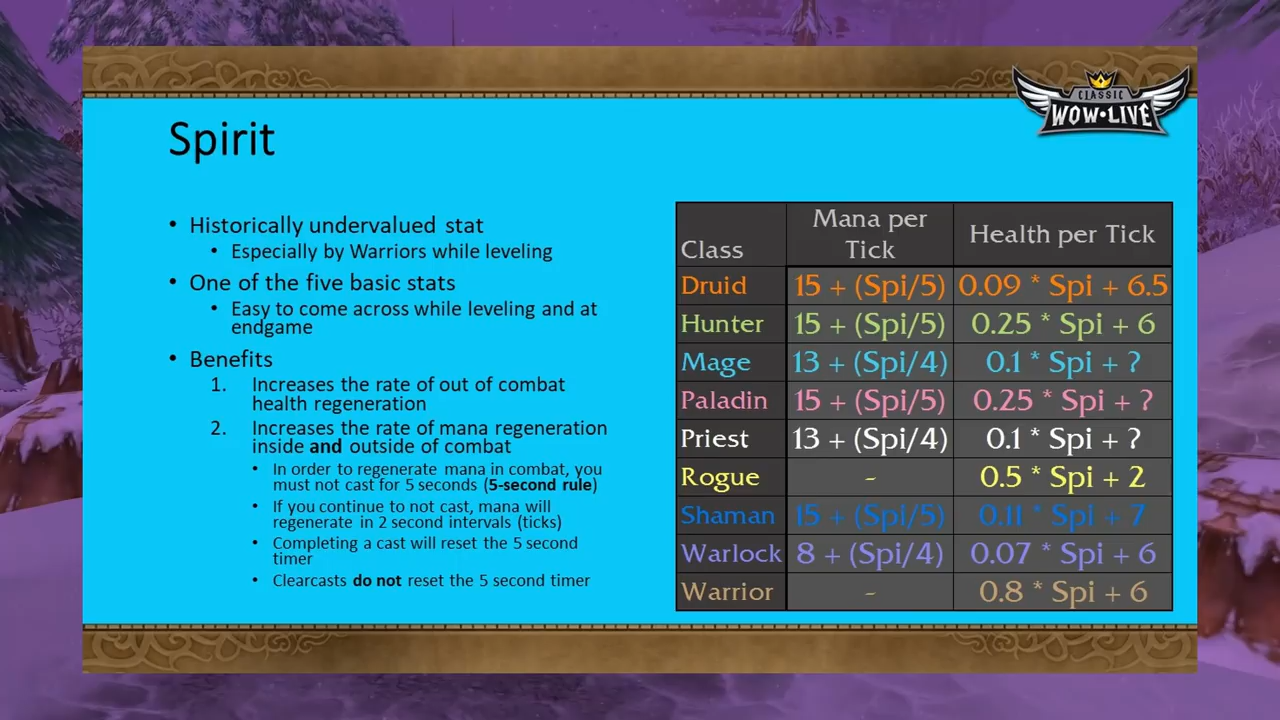 CLASSIC
WOW•LIVE
Spirit
• Historically undervalued stat
• Especially by Warriors while leveling
• One of the five basic stats
• Easy to come across while leveling and at
endgame
• Benefits
1. Increases the rate of out of combat
health regeneration
2. Increases the rate of mana regeneration
inside and outside of combat
• In order to regenerate mana in combat, you
must not cast for 5 seconds (5-second rule)
• If you continue to not cast, mana will
regenerate in 2 second intervals (ticks)
• Completing a cast will reset the 5 second
timer
• Clearcasts do not reset the 5 second timer
Class Mana per Tick Health per Tick
Druid 15 + (Spi/5) 0.09 * Spi + 6.5
Hunter 15 + (Spi/5) 0.25 * Spi + 6
Mage 13 + (Spi/4) 0.1 * Spi + ?
Paladin 15 + (Spi/5) 0.25 * Spi + ?
Priest 13 + (Spi/4) 0.1 * Spi + ?
Rogue - 0.5 * Spi + 2
Shaman 15 + (Spi/5) 0.11 * Spi + 7
Warlock 8 + (Spi/4) 0.07 * Spi + 6
Warrior - 0.8 * Spi + 6